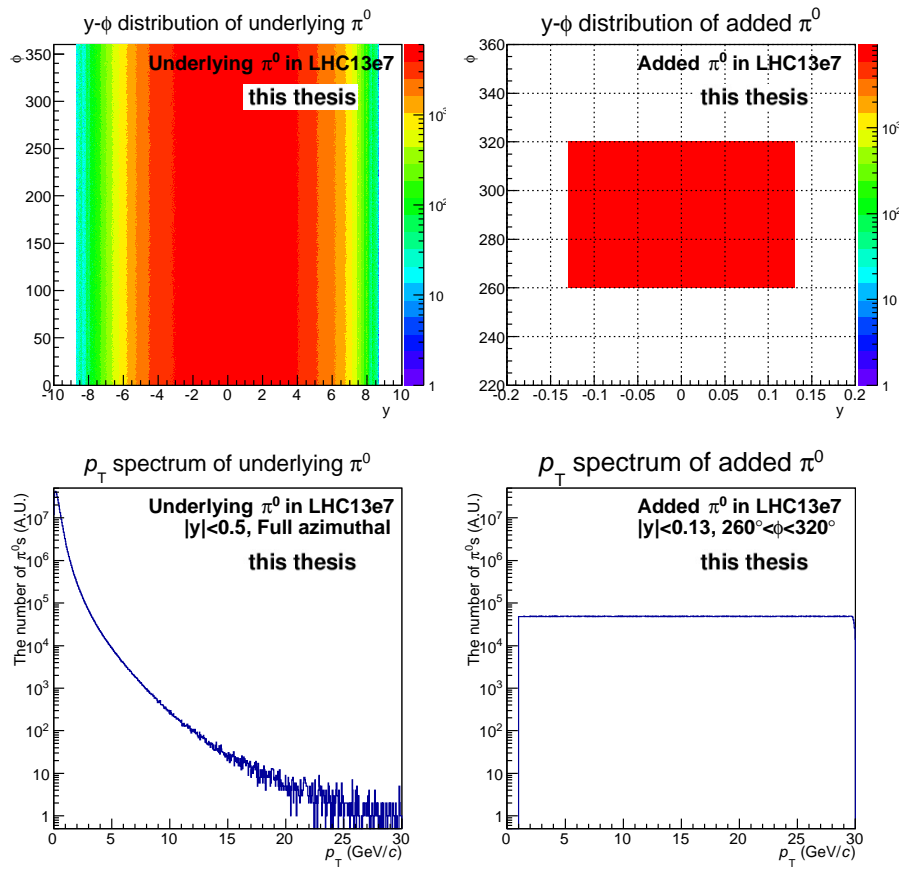 y-ϕ distribution of underlying π⁰
ϕ
350
300
250
200
150
100
50
0
Underlying π⁰ in LHC13e7
this thesis
10³
10²
10
1
-10 -8 -6 -4 -2 0 2 4 6 8 10
y
y-ϕ distribution of added π⁰
ϕ
360
340
320
300
280
260
240
220
Added π⁰ in LHC13e7
this thesis
10³
10²
10
1
-0.2 -0.15 -0.1 -0.05 0 0.05 0.1 0.15 0.2
y
p_T spectrum of underlying π⁰
The number of π⁰s (A.U.)
10⁷
10⁶
10⁵
10⁴
10³
10²
10
1
Underlying π⁰ in LHC13e7
|y|<0.5, Full azimuthal
this thesis
0 5 10 15 20 25 30
p_T (GeV/c)
p_T spectrum of added π⁰
The number of π⁰s (A.U.)
10⁷
10⁶
10⁵
10⁴
10³
10²
10
1
Added π⁰ in LHC13e7
|y|<0.13, 260°<ϕ<320°
this thesis
0 5 10 15 20 25 30
p_T (GeV/c)